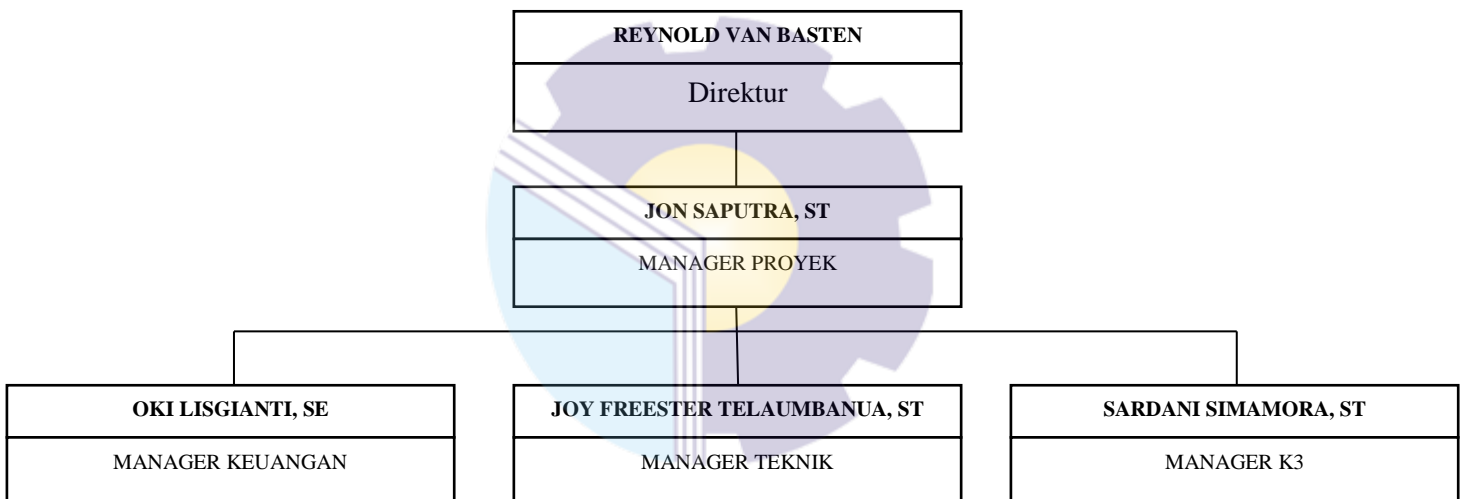 REYNOLD VAN BASTEN
Direktur
JON SAPUTRA, ST
MANAGER PROYEK
OKI LISGIANTI, SE
MANAGER KEUANGAN
JOY FREESTER TELAUMBANUA, ST
MANAGER TEKNIK
SARDANI SIMAMORA, ST
MANAGER K3